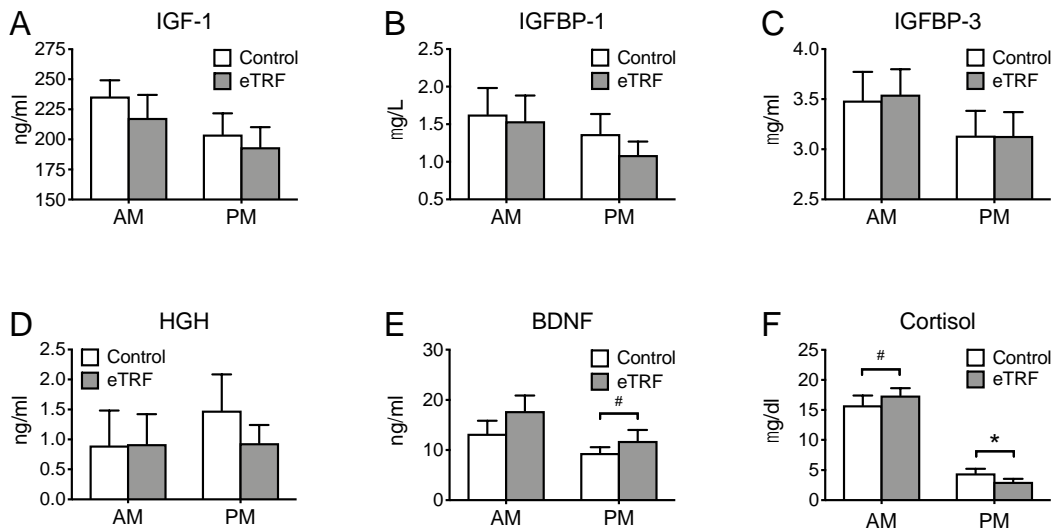 A IGF-1
275
250
225
200
175
150
ng/ml
Control
eTRF
AM PM
B IGFBP-1
2.5
2.0
1.5
1.0
0.5
mg/L
Control
eTRF
AM PM
C IGFBP-3
4.0
3.5
3.0
2.5
mg/ml
Control
eTRF
AM PM
D HGH
2.5
2.0
1.5
1.0
0.5
0.0
ng/ml
Control
eTRF
AM PM
E BDNF
30
20
10
0
ng/ml
Control
eTRF
#
AM PM
F Cortisol
25
20
15
10
5
0
mg/dl
Control
eTRF
#
*
AM PM